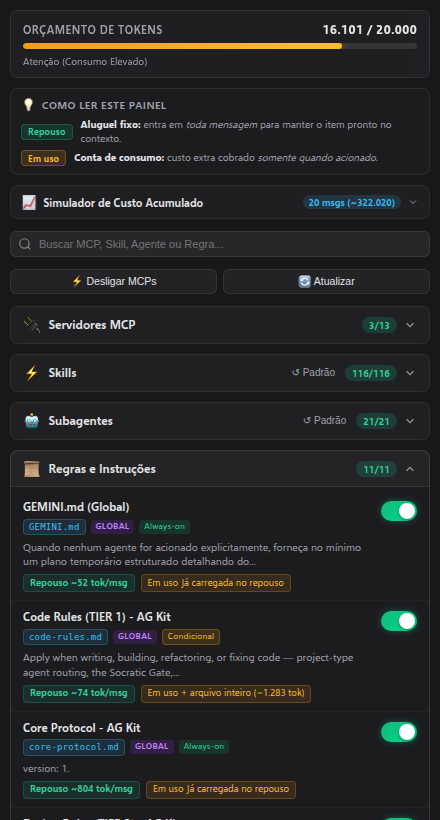 ORÇAMENTO DE TOKENS 16.101 / 20.000
Atenção (Consumo Elevado)
COMO LER ESTE PAINEL
Repouso Aluguel fixo: entra em toda mensagem para manter o item pronto no
contexto.
Em uso Conta de consumo: custo extra cobrado somente quando acionado.
Simulador de Custo Acumulado 20 msgs (~322.020)
Buscar MCP, Skill, Agente ou Regra...
Desligar MCPs Atualizar
Servidores MCP 3/13
Skills ↺ Padrão 116/116
Subagentes ↺ Padrão 21/21
Regras e Instruções 11/11
GEMINI.md (Global)
GEMINI.md GLOBAL Always-on
Quando nenhum agente for acionado explicitamente, forneça no mínimo
um plano temporário estruturado detalhando do...
Repouso ~52 tok/msg Em uso Já carregada no repouso
Code Rules (TIER 1) - AG Kit
code-rules.md GLOBAL Condicional
Apply when writing, building, refactoring, or fixing code — project-type
agent routing, the Socratic Gate,...
Repouso ~74 tok/msg Em uso + arquivo inteiro (~1.283 tok)
Core Protocol - AG Kit
core-protocol.md GLOBAL Always-on
version: 1.
Repouso ~804 tok/msg Em uso Já carregada no repouso